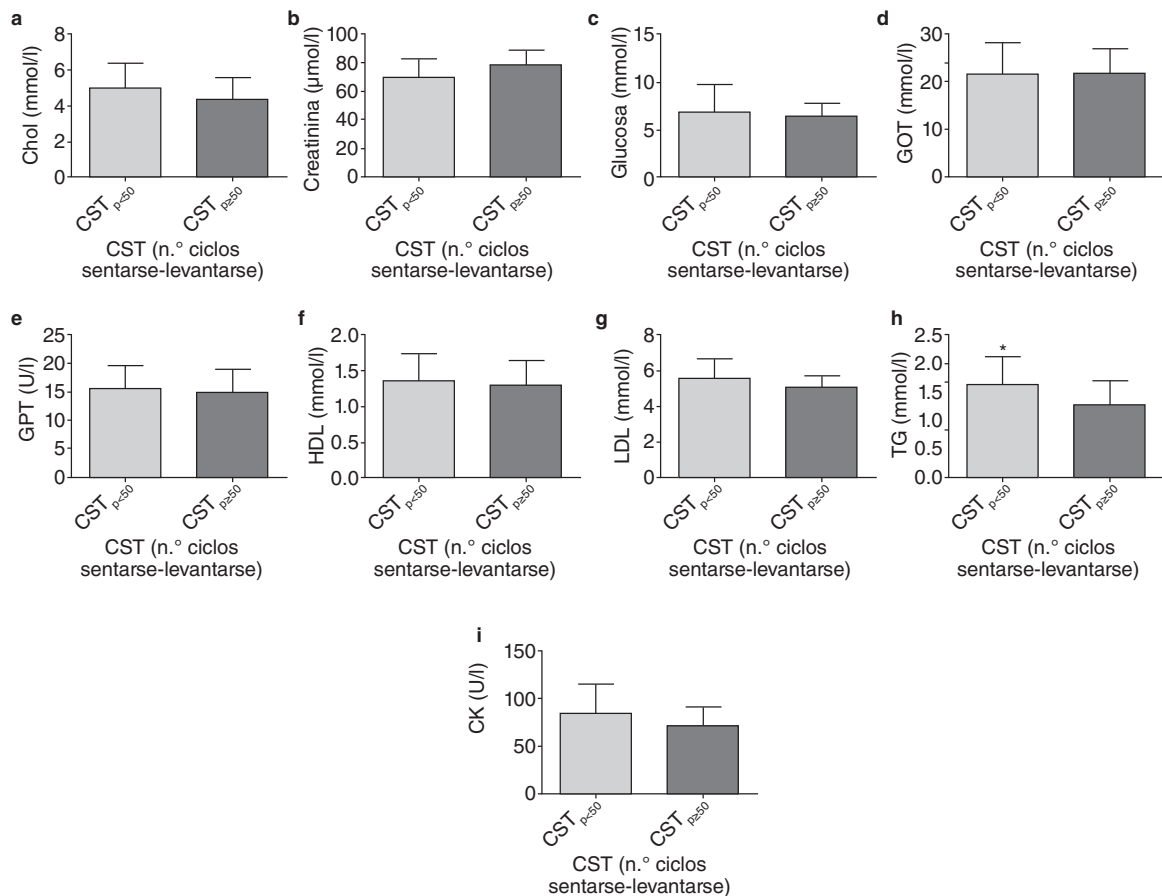 a
Chol (mmol/l)
8
6
4
2
0
CST p<50
CST p≥50
CST (n.° ciclos
sentarse-levantarse)
b
Creatinina (μmol/l)
100
80
60
40
20
0
CST p<50
CST p≥50
CST (n.° ciclos
sentarse-levantarse)
c
Glucosa (mmol/l)
15
10
5
0
CST p<50
CST p≥50
CST (n.° ciclos
sentarse-levantarse)
d
GOT (mmol/l)
30
20
10
0
CST p<50
CST p≥50
CST (n.° ciclos
sentarse-levantarse)
e
GPT (U/l)
25
20
15
10
5
0
CST p<50
CST p≥50
CST (n.° ciclos
sentarse-levantarse)
f
HDL (mmol/l)
2.0
1.5
1.0
0.5
0.0
CST p<50
CST p≥50
CST (n.° ciclos
sentarse-levantarse)
g
LDL (mmol/l)
8
6
4
2
0
CST p<50
CST p≥50
CST (n.° ciclos
sentarse-levantarse)
h
TG (mmol/l)
2.5
2.0
1.5
1.0
0.5
0.0
*
CST p<50
CST p≥50
CST (n.° ciclos
sentarse-levantarse)
i
CK (U/l)
150
100
50
0
CST p<50
CST p≥50
CST (n.° ciclos
sentarse-levantarse)